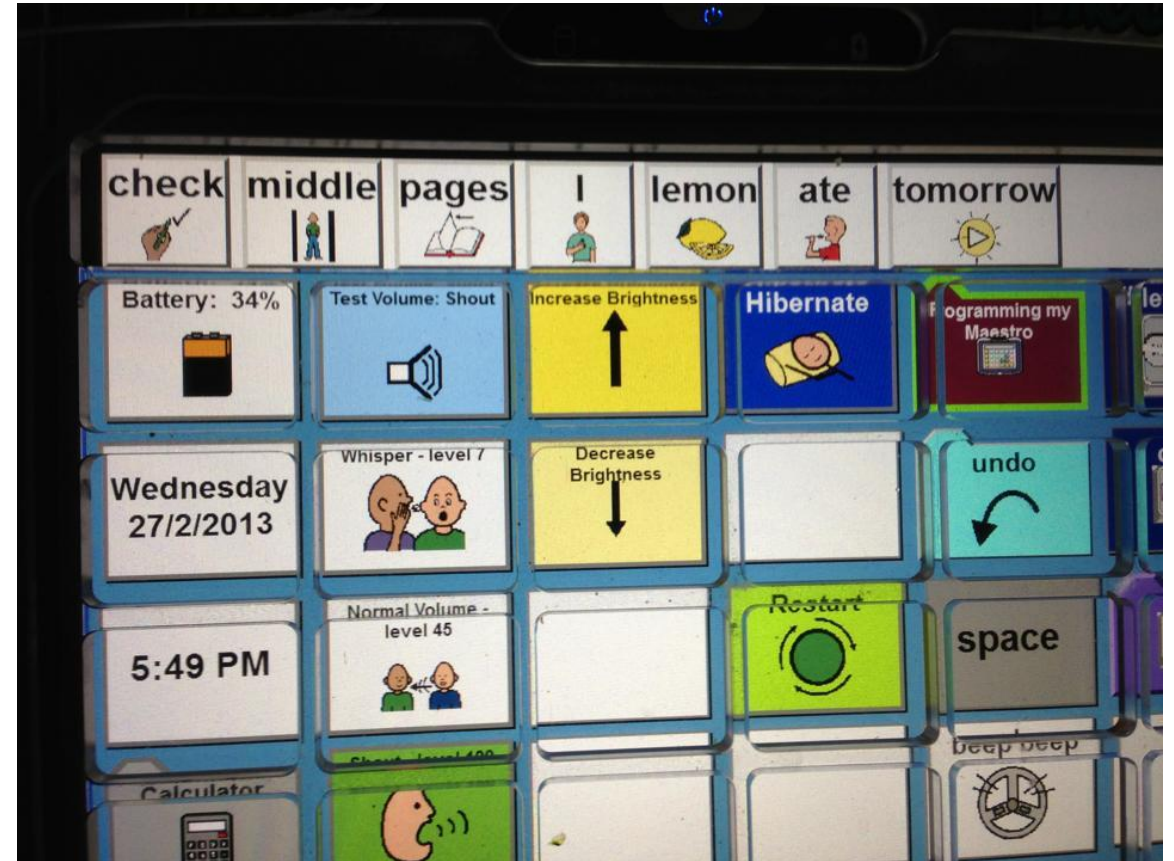 check middle pages I lemon ate tomorrow
Battery: 34%
Test Volume: Shout
Increase Brightness
Hibernate
ogramming my
Maestro
Wednesday
27/2/2013
Whisper - level 7
Decrease
Brightness
undo
5:49 PM
Normal Volume -
level 45
Restart
space
Calculator
beep beep